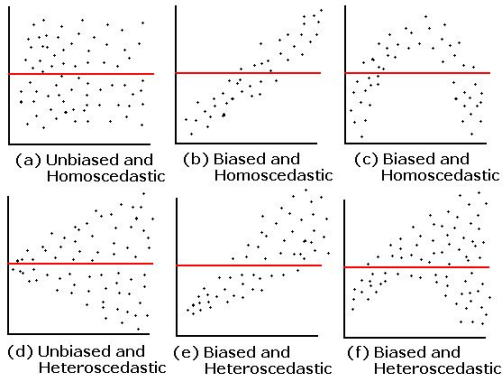 (a) Unbiased and
Homoscedastic
(b) Biased and
Homoscedastic
(c) Biased and
Homoscedastic
(d) Unbiased and
Heteroscedastic
(e) Biased and
Heteroscedastic
(f) Biased and
Heteroscedastic